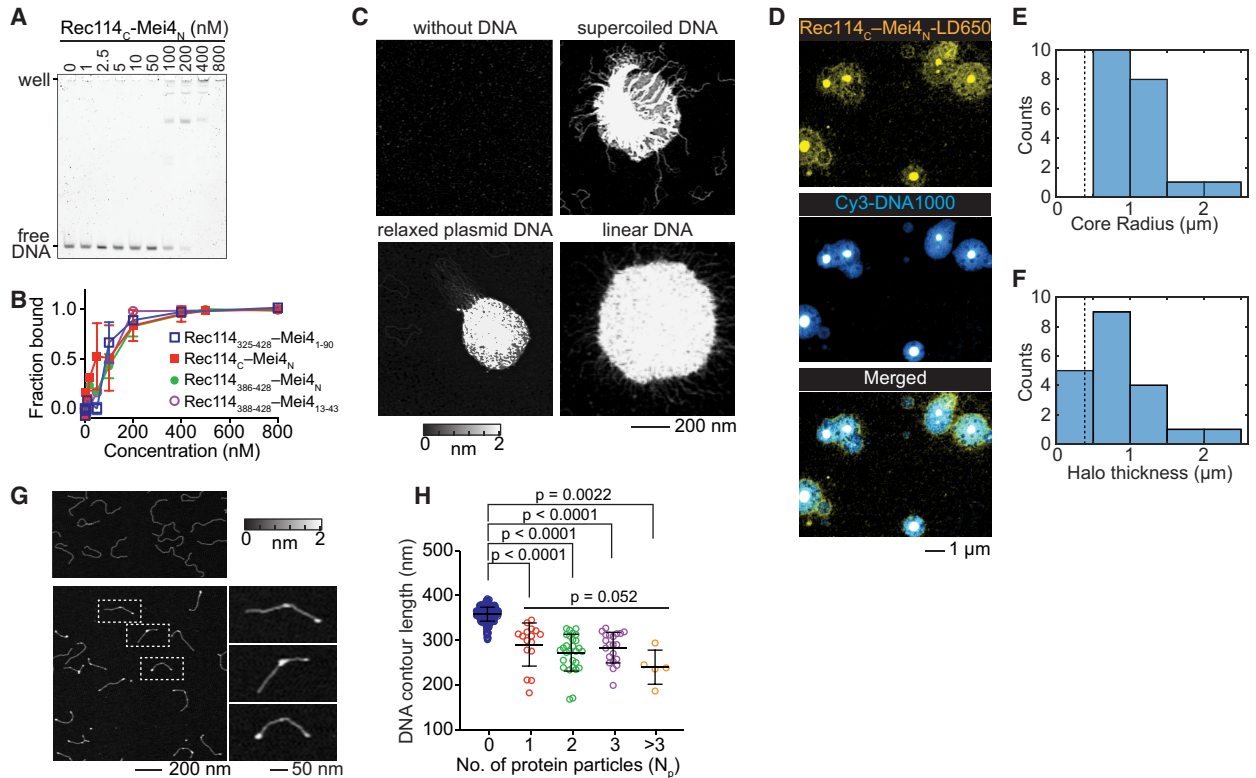 A
Rec114C-Mei4N (nM)
0 1 2.5 5 10 50 100 200 400 800
well
free
DNA
B
Fraction bound
1.0
0.5
0.0
Rec114325-428–Mei41-90
Rec114C–Mei4N
Rec114386-428–Mei4N
Rec114388-428–Mei413-43
0 200 400 600 800
Concentration (nM)
C
without DNA
supercoiled DNA
relaxed plasmid DNA
linear DNA
0 2
nm
200 nm
D
Rec114C–Mei4N-LD650
Cy3-DNA1000
Merged
1 µm
E
Counts
10
8
6
4
2
0
1 2
Core Radius (µm)
F
Counts
10
8
6
4
2
0
0 1 2
Halo thickness (µm)
G
0 2
nm
200 nm
50 nm
H
p = 0.0022
p < 0.0001
p < 0.0001
p < 0.0001
p = 0.052
DNA contour length (nm)
500
400
300
200
100
0 1 2 3 >3
No. of protein particles (Np)